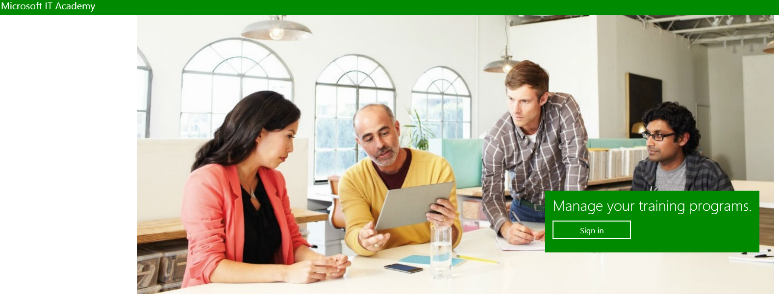 Microsoft IT Academy
Manage your training programs.
Sign in